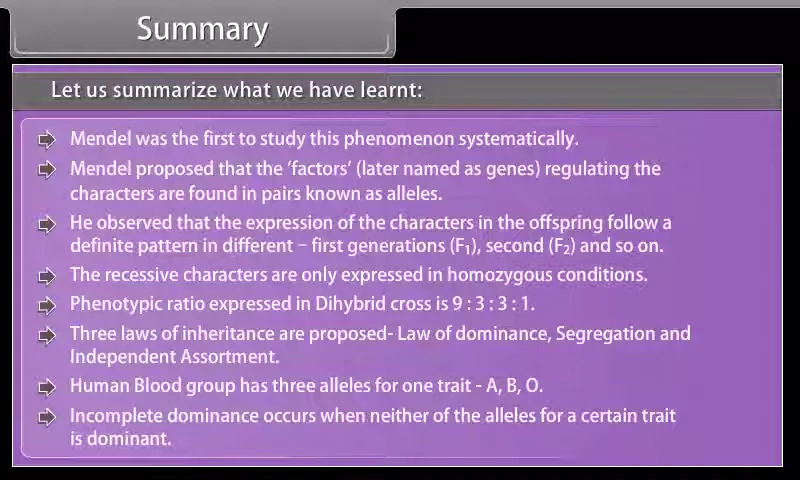 Summary
Let us summarize what we have learnt:
Mendel was the first to study this phenomenon systematically.
Mendel proposed that the ‘factors’ (later named as genes) regulating the
characters are found in pairs known as alleles.
He observed that the expression of the characters in the offspring follow a
definite pattern in different – first generations (F₁), second (F₂) and so on.
The recessive characters are only expressed in homozygous conditions.
Phenotypic ratio expressed in Dihybrid cross is 9 : 3 : 3 : 1.
Three laws of inheritance are proposed- Law of dominance, Segregation and
Independent Assortment.
Human Blood group has three alleles for one trait - A, B, O.
Incomplete dominance occurs when neither of the alleles for a certain trait
is dominant.